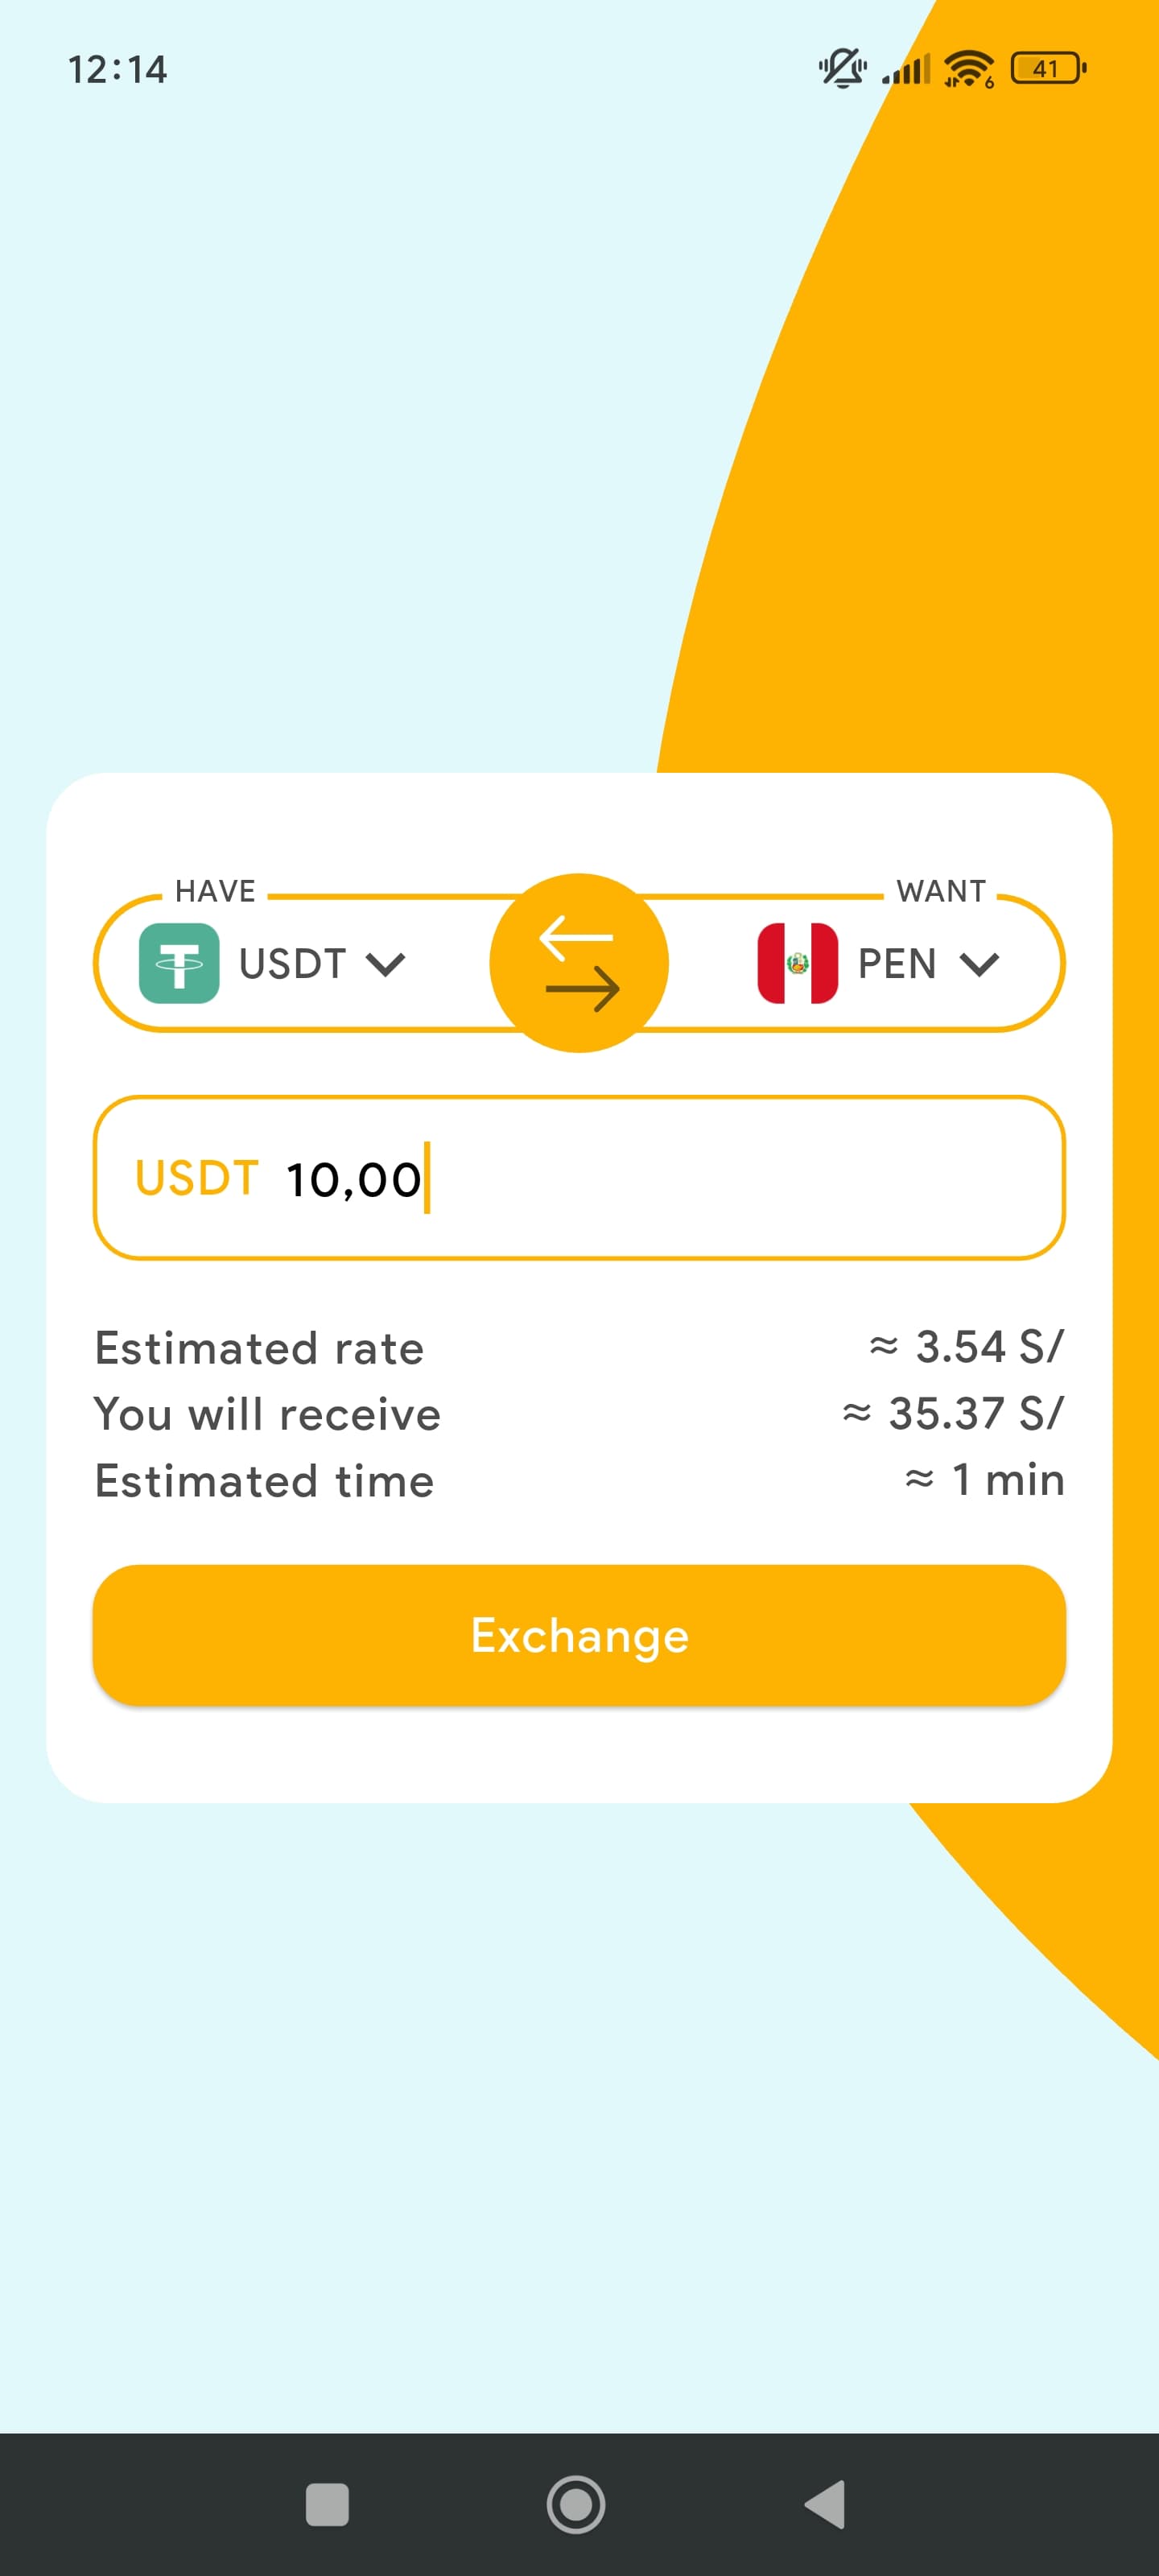 12:14
6 41
HAVE WANT
USDT PEN
USDT 10,00
Estimated rate ≈ 3.54 S/
You will receive ≈ 35.37 S/
Estimated time ≈ 1 min
Exchange